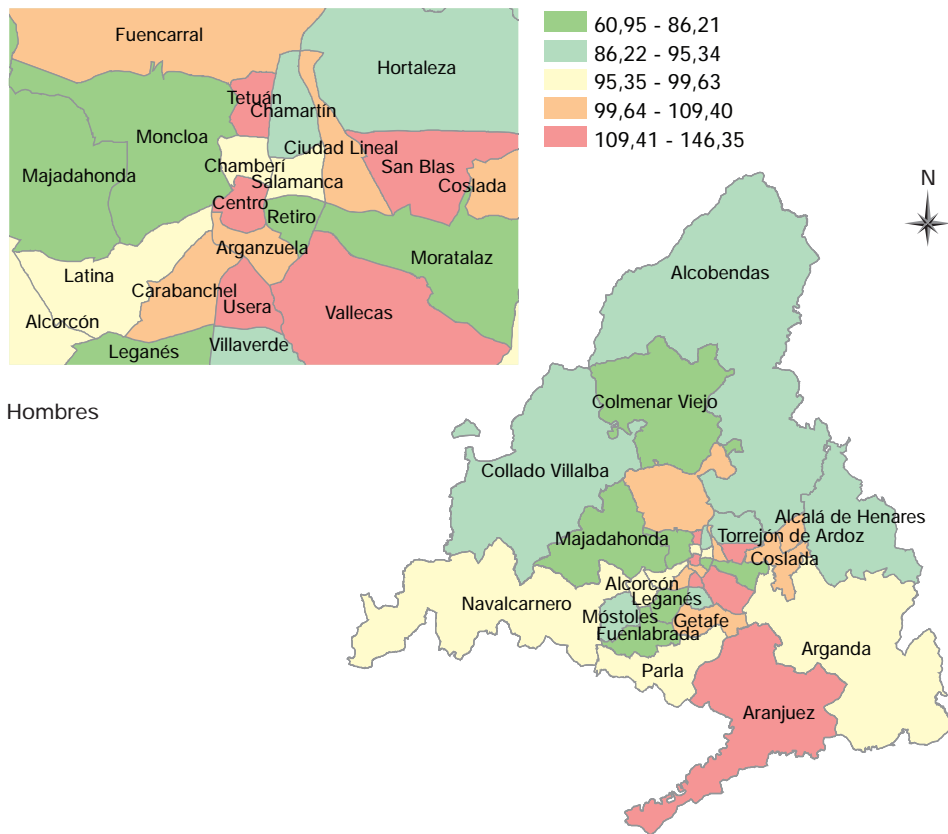 Fuencarral
Hortaleza
Tetuán
Chamartín
Moncloa
Ciudad Lineal
Majadahonda
Chamberí
San Blas
Salamanca
Coslada
Centro
Retiro
Arganzuela
Moratalaz
Latina
Carabanchel
Usera
Vallecas
Alcorcón
Leganés
Villaverde
60,95 - 86,21
86,22 - 95,34
95,35 - 99,63
99,64 - 109,40
109,41 - 146,35
N
Hombres
Alcobendas
Colmenar Viejo
Collado Villalba
Alcalá de Henares
Majadahonda
Torrejón de Ardoz
Coslada
Alcorcón
Navalcarnero
Leganés
Móstoles
Getafe
Fuenlabrada
Arganda
Parla
Aranjuez